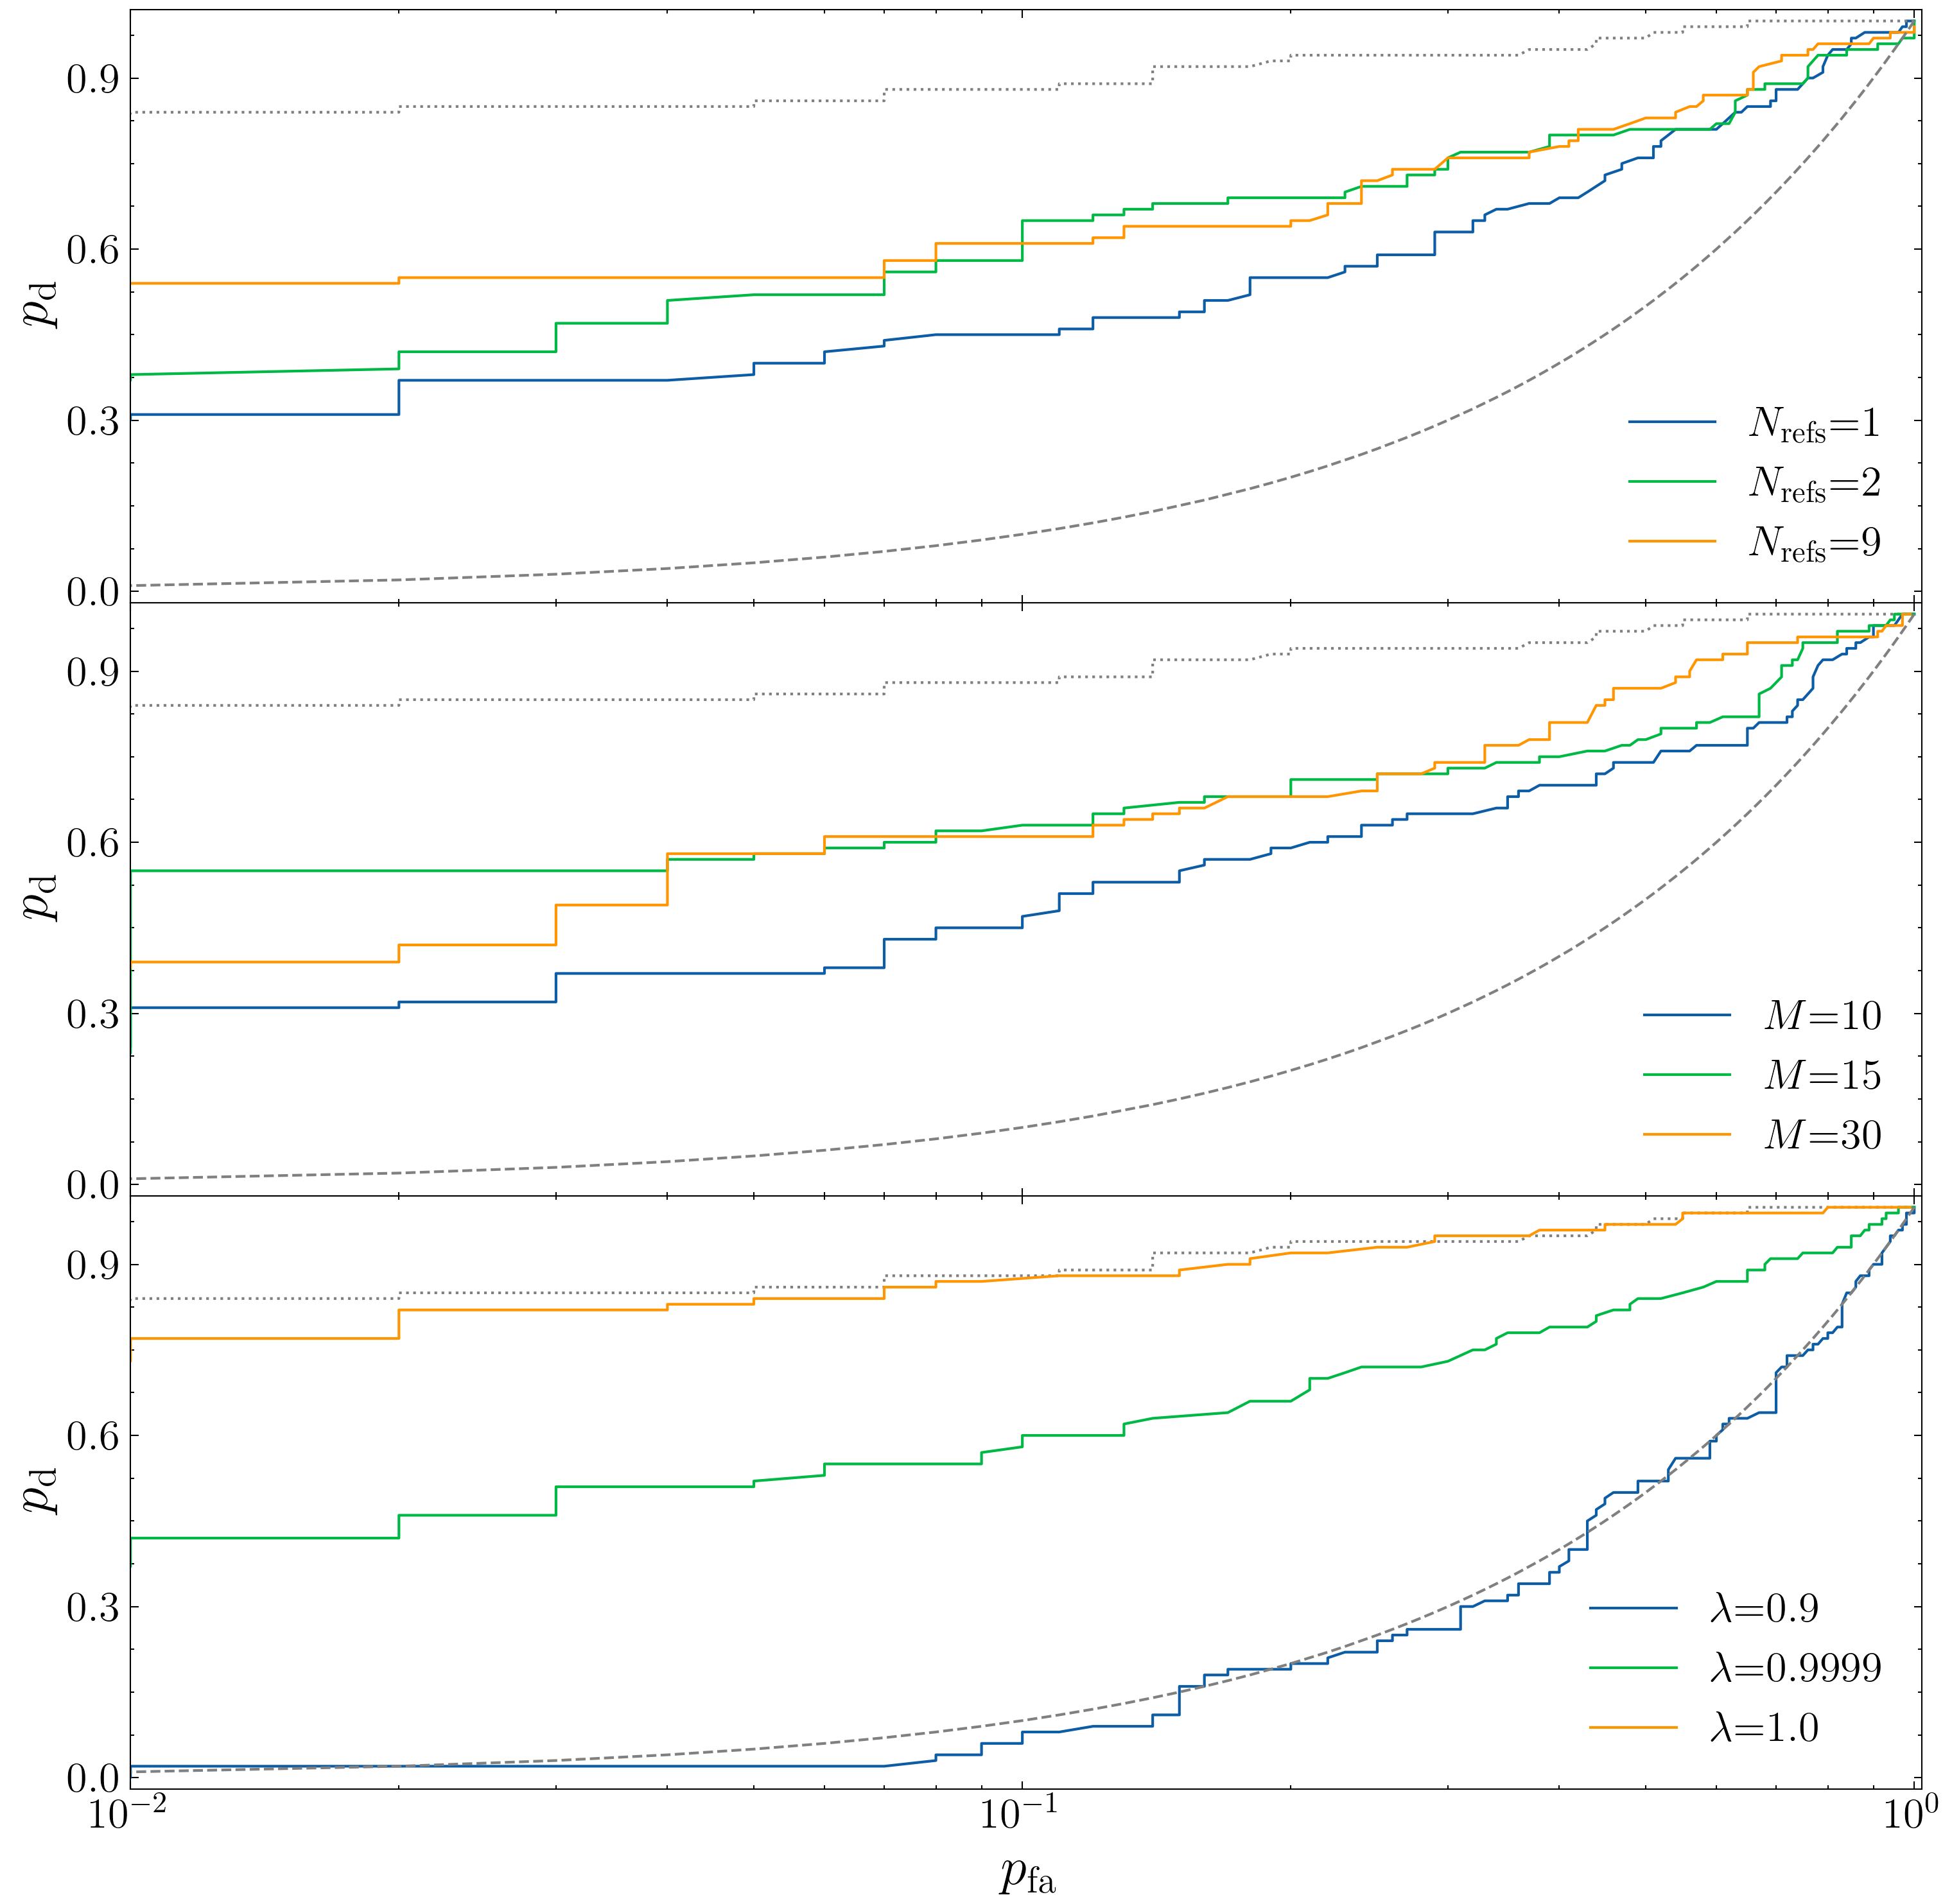 0.9
0.6
0.3
0.0
p_d
N_refs=1
N_refs=2
N_refs=9
0.9
0.6
0.3
0.0
p_d
M=10
M=15
M=30
0.9
0.6
0.3
0.0
p_d
λ=0.9
λ=0.9999
λ=1.0
10^−2 10^−1 10^0
p_fa